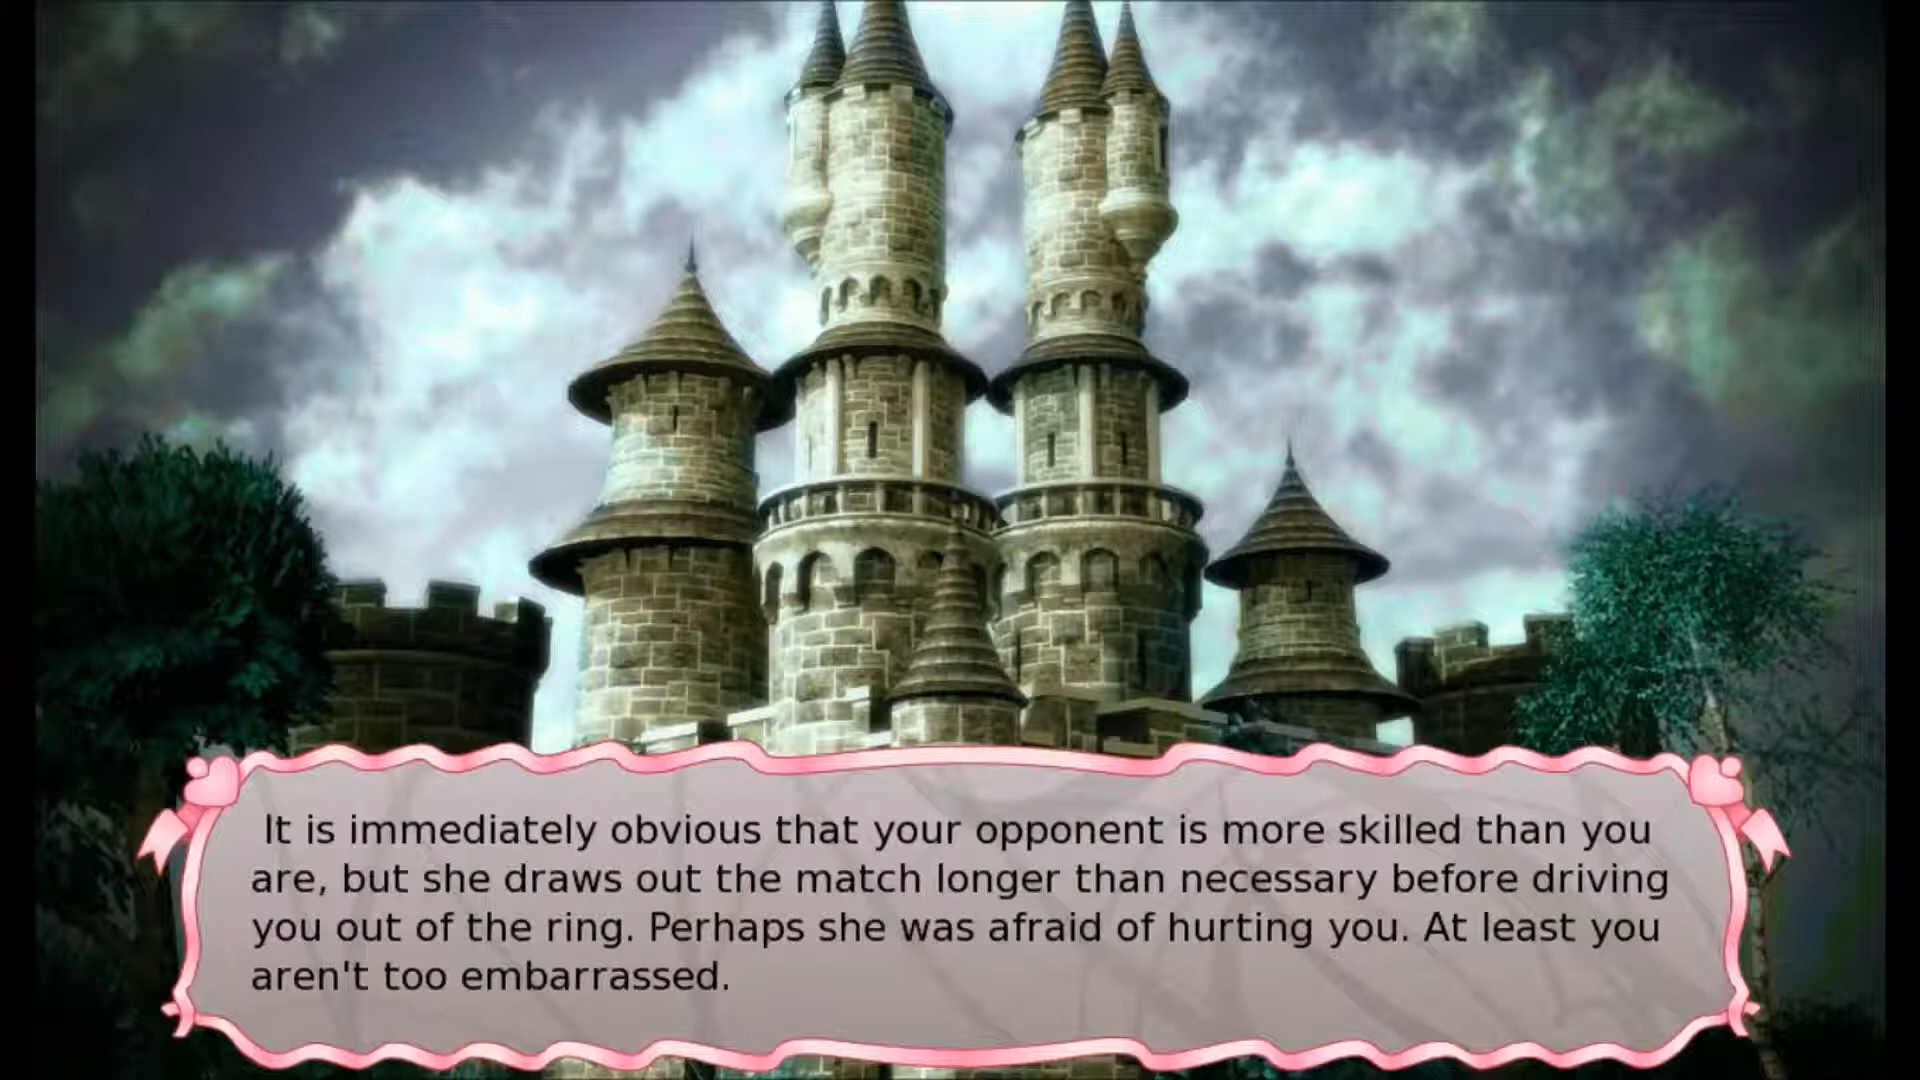 It is immediately obvious that your opponent is more skilled than you
are, but she draws out the match longer than necessary before driving
you out of the ring. Perhaps she was afraid of hurting you. At least you
aren't too embarrassed.